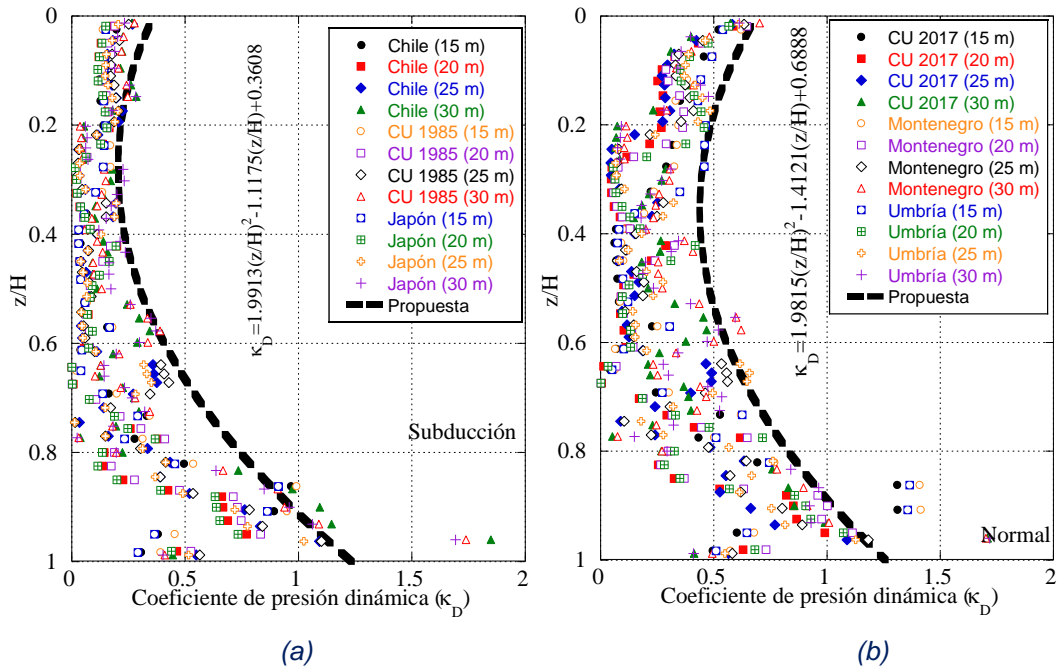 0
0.2
0.4
0.6
0.8
1
z/H
0
0.5
1
1.5
2
Coeficiente de presión dinámica (κ_D)
κ_D=1.99913(z/H)^2-1.1175(z/H)+0.3608
Chile (15 m)
Chile (20 m)
Chile (25 m)
Chile (30 m)
CU 1985 (15 m)
CU 1985 (20 m)
CU 1985 (25 m)
CU 1985 (30 m)
Japón (15 m)
Japón (20 m)
Japón (25 m)
Japón (30 m)
Propuesta
Subducción
(a)
0
0.2
0.4
0.6
0.8
1
z/H
0
0.5
1
1.5
2
Coeficiente de presión dinámica (κ_D)
κ_D=1.9815(z/H)^2-1.4121(z/H)+0.6888
CU 2017 (15 m)
CU 2017 (20 m)
CU 2017 (25 m)
CU 2017 (30 m)
Montenegro (15 m)
Montenegro (20 m)
Montenegro (25 m)
Montenegro (30 m)
Umbría (15 m)
Umbría (20 m)
Umbría (25 m)
Umbría (30 m)
Propuesta
Normal
(b)